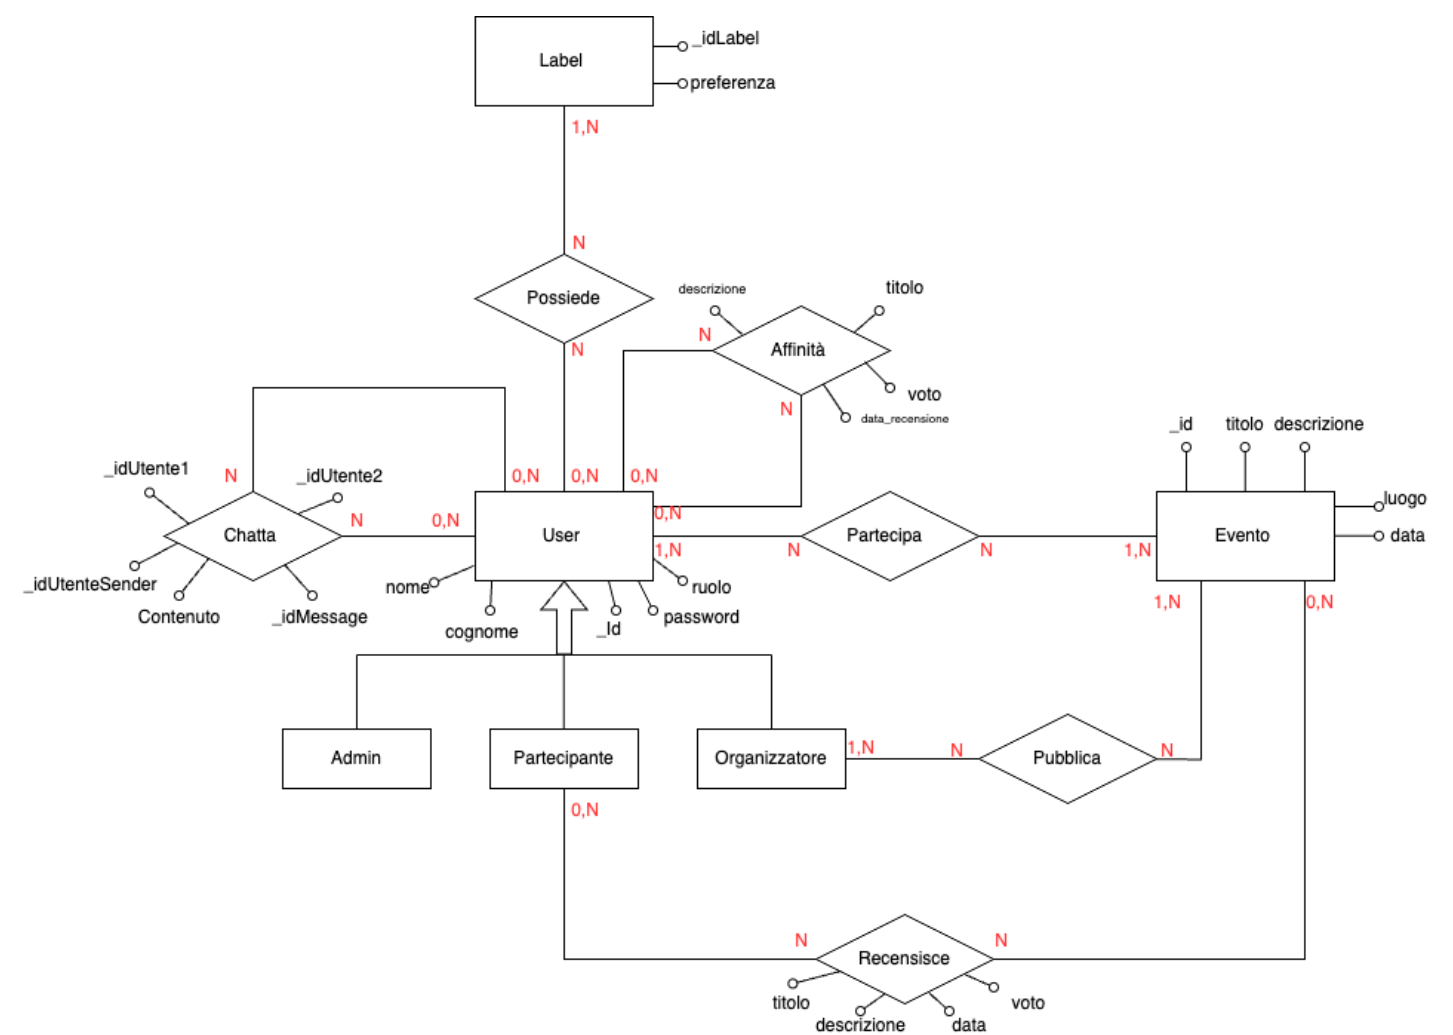 _idLabel
Label
preferenza
1,N
N
Possiede
N
descrizione
titolo
N
Affinità
voto
N
data_recensione
_id
titolo
descrizione
_idUtente1
N
_idUtente2
0,N
0,N
0,N
luogo
N
0,N
0,N
Chatta
User
1,N
N
Partecipa
N
1,N
Evento
data
_idUtenteSender
nome
ruolo
Contenuto
_idMessage
cognome
_Id
password
1,N
0,N
Admin
Partecipante
Organizzatore
1,N
N
Pubblica
N
0,N
N
N
Recensisce
titolo
voto
descrizione
data